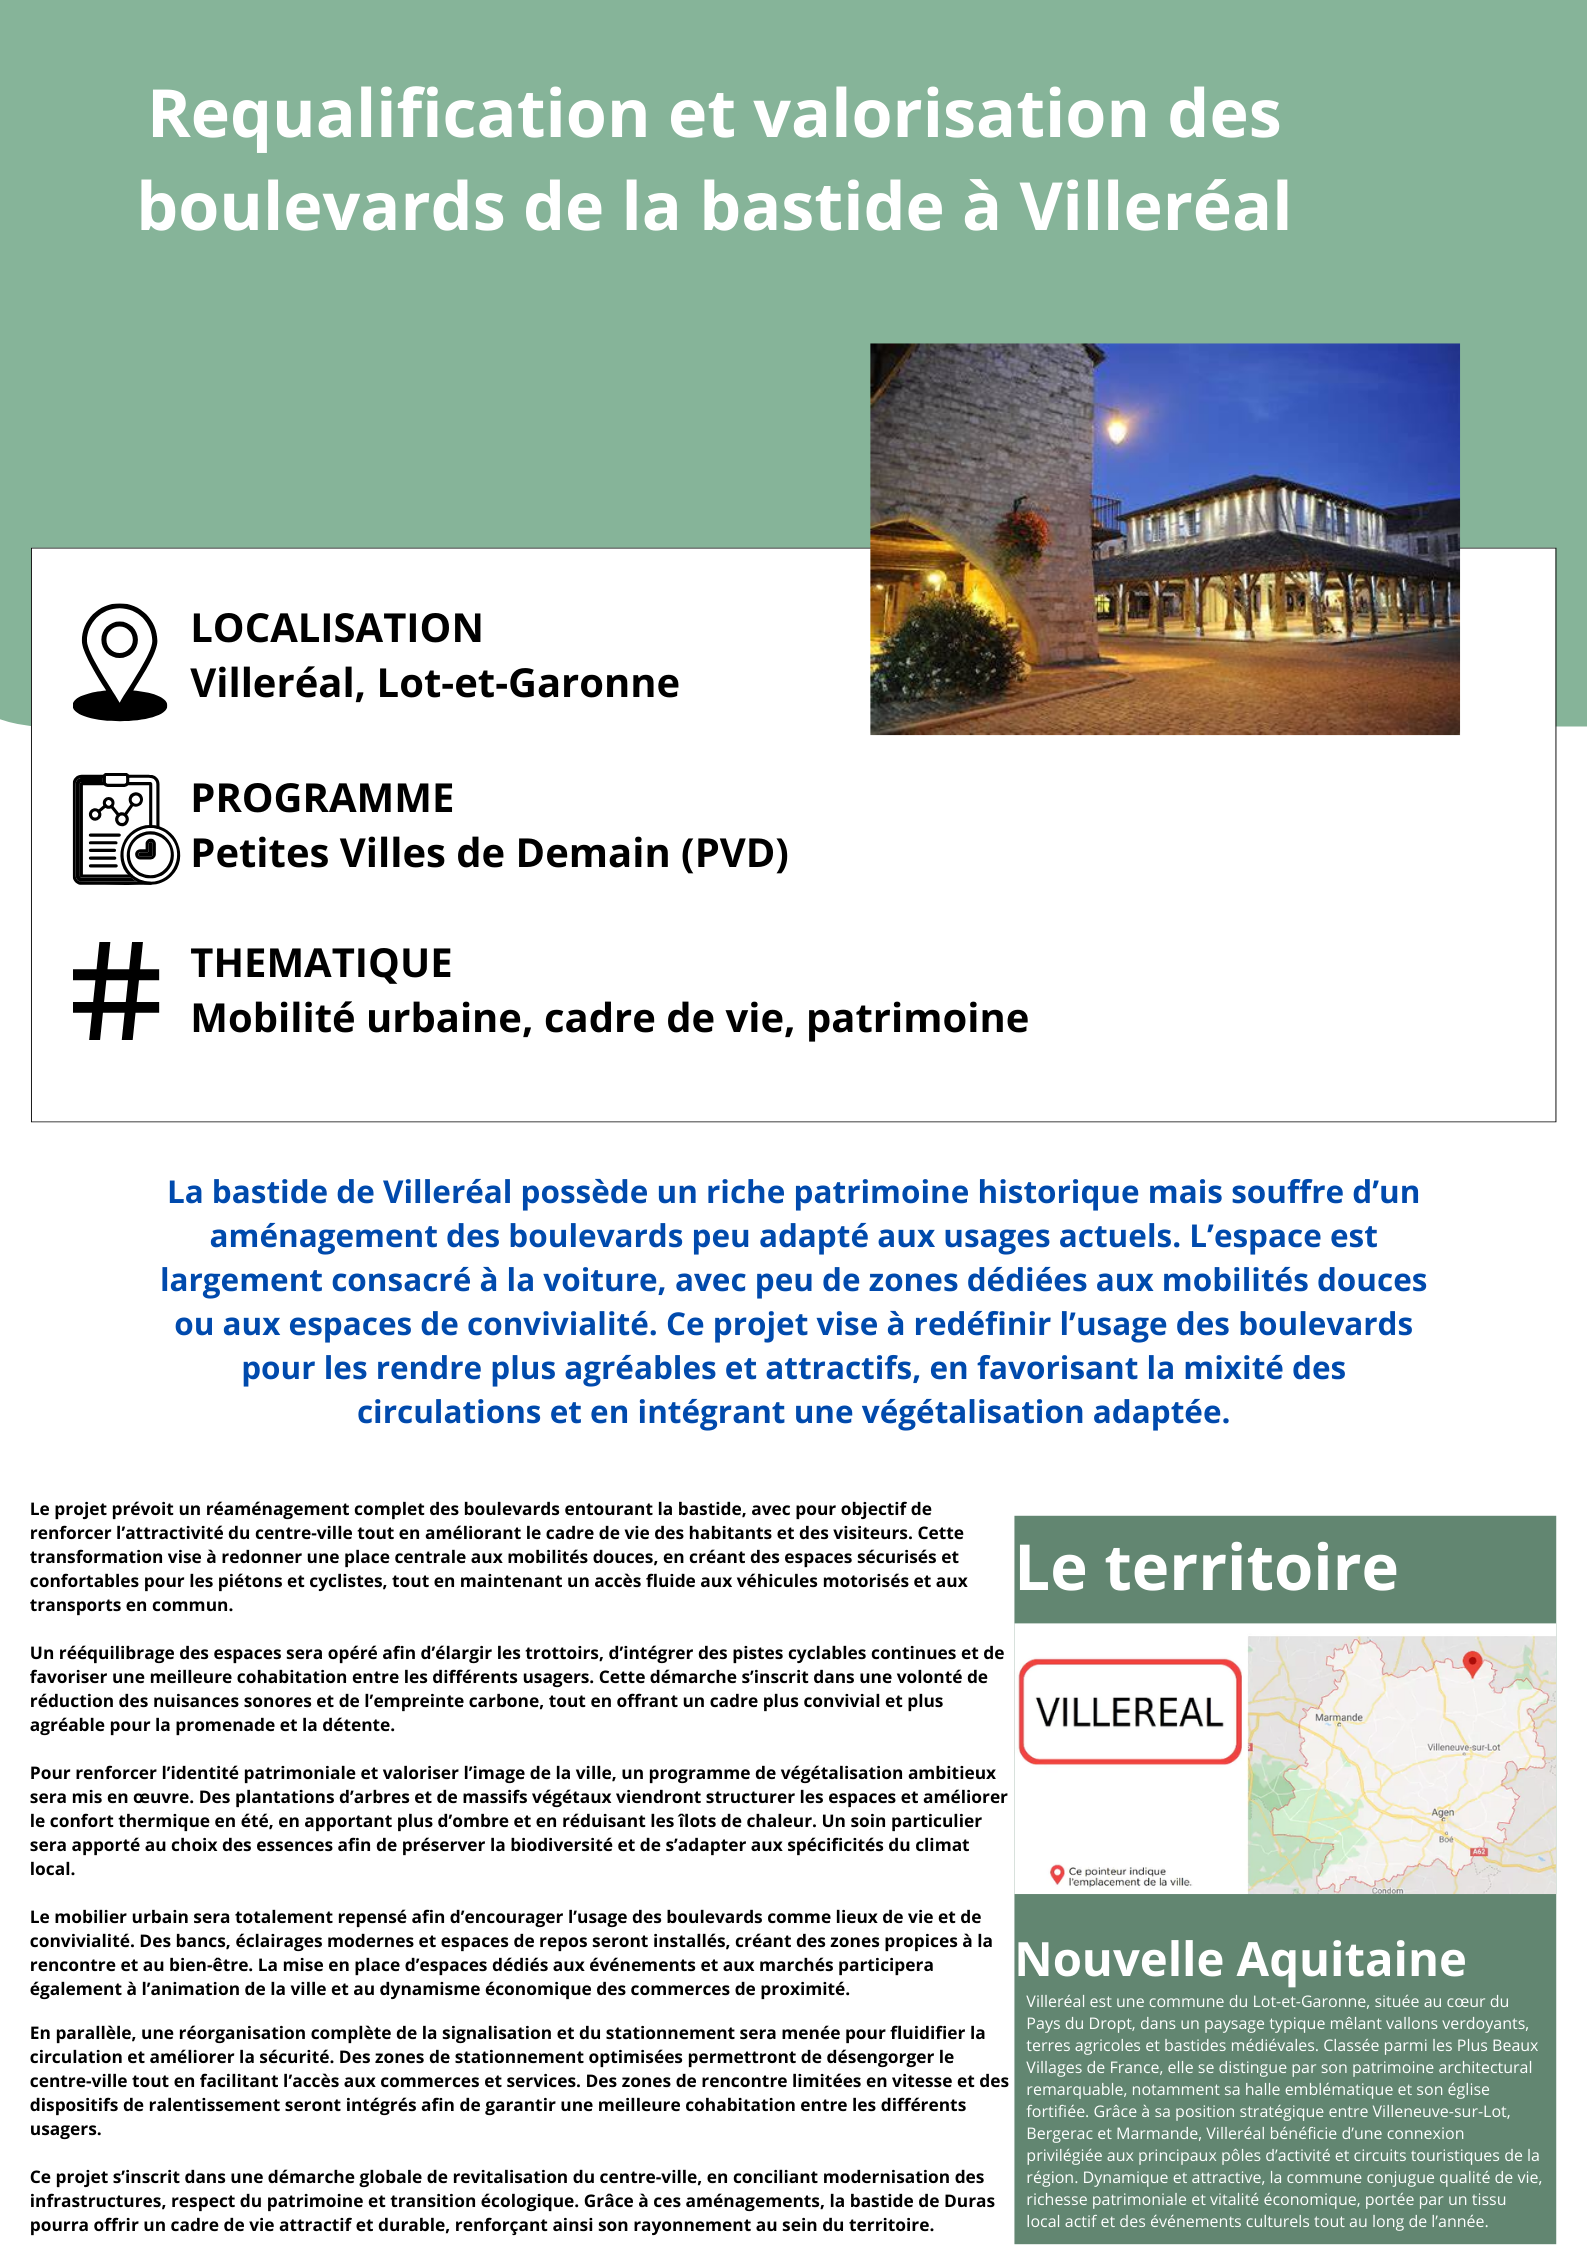 Requalification et valorisation des
boulevards de la bastide à Villeréal
LOCALISATION
Villeréal, Lot-et-Garonne
PROGRAMME
Petites Villes de Demain (PVD)
THEMATIQUE
Mobilité urbaine, cadre de vie, patrimoine
La bastide de Villeréal possède un riche patrimoine historique mais souffre d’un
aménagement des boulevards peu adapté aux usages actuels. L’espace est
largement consacré à la voiture, avec peu de zones dédiées aux mobilités douces
ou aux espaces de convivialité. Ce projet vise à redéfinir l’usage des boulevards
pour les rendre plus agréables et attractifs, en favorisant la mixité des
circulations et en intégrant une végétalisation adaptée.
Le projet prévoit un réaménagement complet des boulevards entourant la bastide, avec pour objectif de
renforcer l’attractivité du centre-ville tout en améliorant le cadre de vie des habitants et des visiteurs. Cette
transformation vise à redonner une place centrale aux mobilités douces, en créant des espaces sécurisés et
confortables pour les piétons et cyclistes, tout en maintenant un accès fluide aux véhicules motorisés et aux
transports en commun.
Un rééquilibrage des espaces sera opéré afin d’élargir les trottoirs, d’intégrer des pistes cyclables continues et de
favoriser une meilleure cohabitation entre les différents usagers. Cette démarche s’inscrit dans une volonté de
réduction des nuisances sonores et de l’empreinte carbone, tout en offrant un cadre plus convivial et plus
agréable pour la promenade et la détente.
Pour renforcer l’identité patrimoniale et valoriser l’image de la ville, un programme de végétalisation ambitieux
sera mis en œuvre. Des plantations d’arbres et de massifs végétaux viendront structurer les espaces et améliorer
le confort thermique en été, en apportant plus d’ombre et en réduisant les îlots de chaleur. Un soin particulier
sera apporté au choix des essences afin de préserver la biodiversité et de s’adapter aux spécificités du climat
local.
Le mobilier urbain sera totalement repensé afin d’encourager l’usage des boulevards comme lieux de vie et de
convivialité. Des bancs, éclairages modernes et espaces de repos seront installés, créant des zones propices à la
rencontre et au bien-être. La mise en place d’espaces dédiés aux événements et aux marchés participera
également à l’animation de la ville et au dynamisme économique des commerces de proximité.
En parallèle, une réorganisation complète de la signalisation et du stationnement sera menée pour fluidifier la
circulation et améliorer la sécurité. Des zones de stationnement optimisées permettront de désengorger le
centre-ville tout en facilitant l’accès aux commerces et services. Des zones de rencontre limitées en vitesse et des
dispositifs de ralentissement seront intégrés afin de garantir une meilleure cohabitation entre les différents
usagers.
Ce projet s’inscrit dans une démarche globale de revitalisation du centre-ville, en conciliant modernisation des
infrastructures, respect du patrimoine et transition écologique. Grâce à ces aménagements, la bastide de Duras
pourra offrir un cadre de vie attractif et durable, renforçant ainsi son rayonnement au sein du territoire.
Le territoire
VILLEREAL
Ce pointeur indique
l’emplacement de la ville.
Marmande
Villeneuve-sur-Lot
Agen
Boé
A62
Condom
Nouvelle Aquitaine
Villeréal est une commune du Lot-et-Garonne, située au cœur du
Pays du Dropt, dans un paysage typique mêlant vallons verdoyants,
terres agricoles et bastides médiévales. Classée parmi les Plus Beaux
Villages de France, elle se distingue par son patrimoine architectural
remarquable, notamment sa halle emblématique et son église
fortifiée. Grâce à sa position stratégique entre Villeneuve-sur-Lot,
Bergerac et Marmande, Villeréal bénéficie d’une connexion
privilégiée aux principaux pôles d’activité et circuits touristiques de la
région. Dynamique et attractive, la commune conjugue qualité de vie,
richesse patrimoniale et vitalité économique, portée par un tissu
local actif et des événements culturels tout au long de l’année.